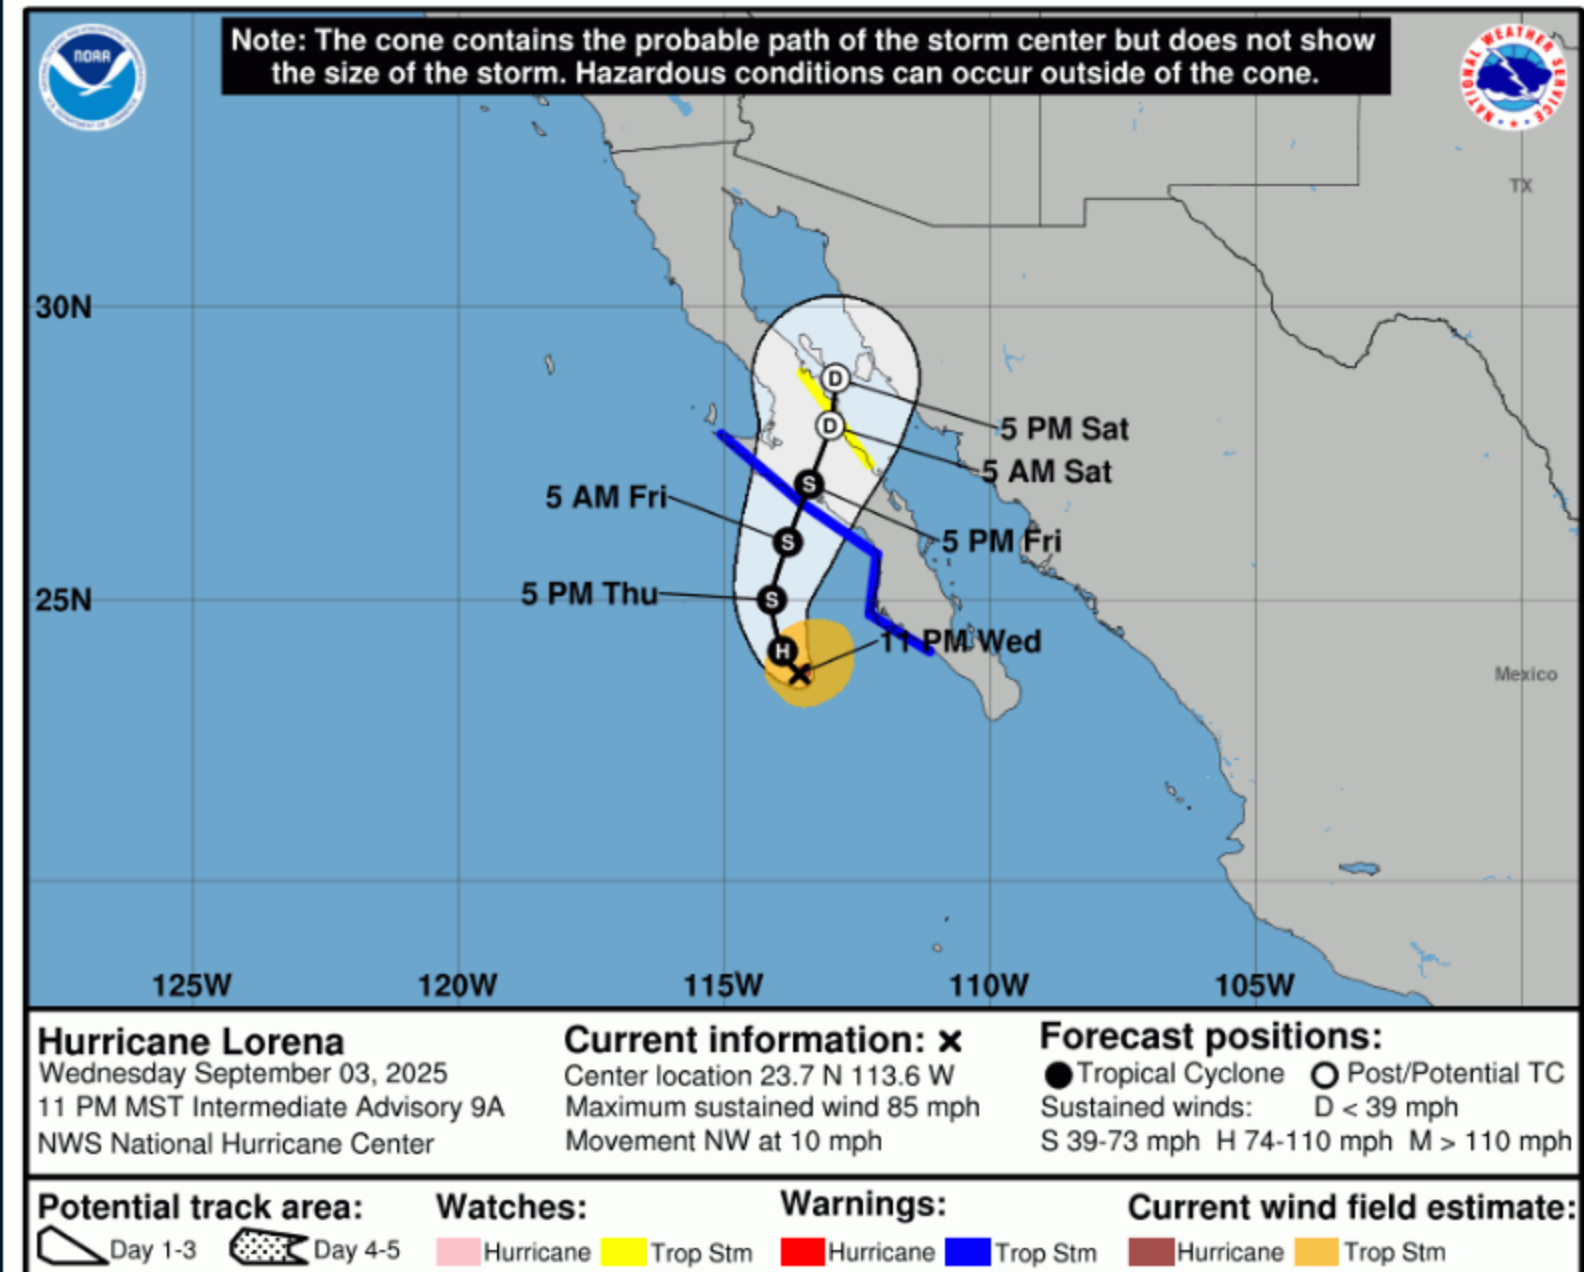 Note: The cone contains the probable path of the storm center but does not show
the size of the storm. Hazardous conditions can occur outside of the cone.
NOAA
NATIONAL WEATHER SERVICE
TX
30N
D
5 PM Sat
D
5 AM Sat
S
5 AM Fri
S
5 PM Fri
5 PM Thu
S
25N
11 PM Wed
H
Mexico
125W 120W 115W 110W 105W
Hurricane Lorena
Wednesday September 03, 2025
11 PM MST Intermediate Advisory 9A
NWS National Hurricane Center
Current information: ×
Center location 23.7 N 113.6 W
Maximum sustained wind 85 mph
Movement NW at 10 mph
Forecast positions:
Tropical Cyclone Post/Potential TC
Sustained winds: D < 39 mph
S 39-73 mph H 74-110 mph M > 110 mph
Potential track area:
Day 1-3 Day 4-5
Watches:
Hurricane Trop Stm
Warnings:
Hurricane Trop Stm
Current wind field estimate:
Hurricane Trop Stm